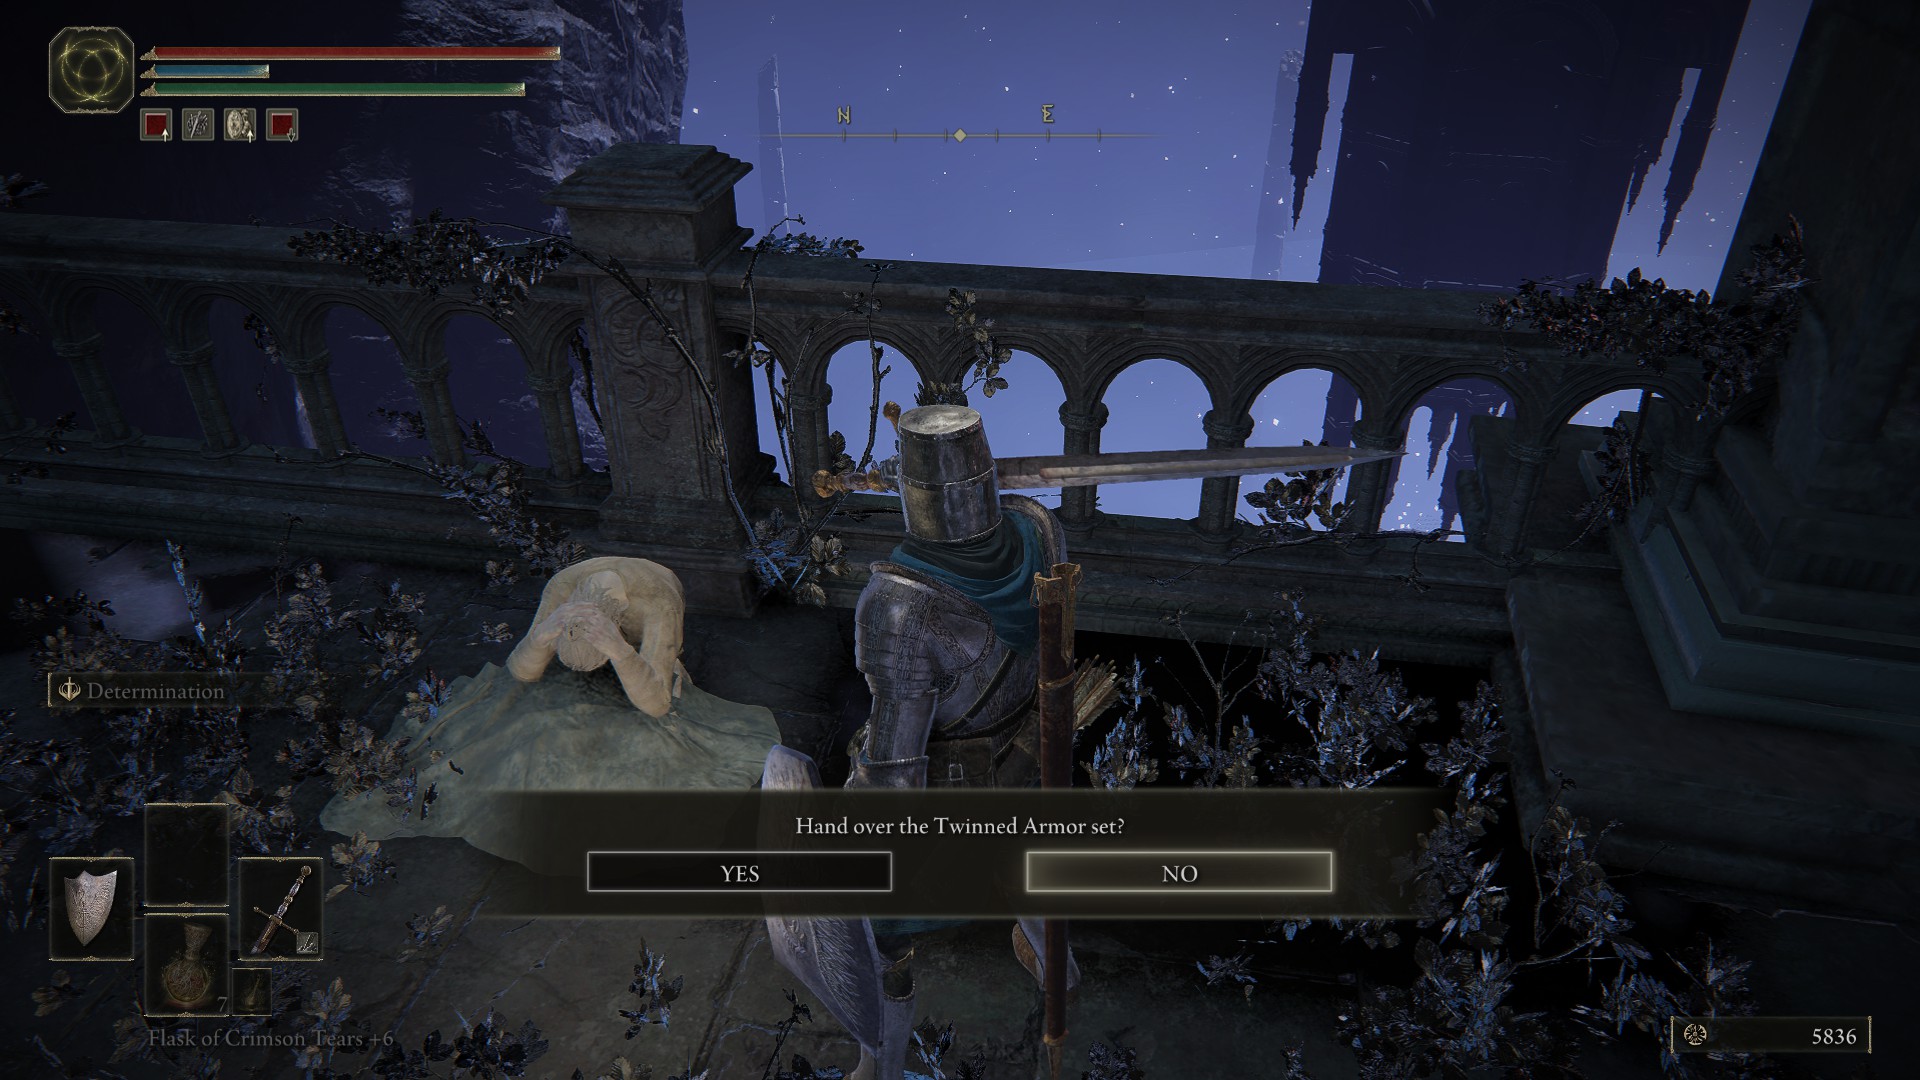 N E
Determination
Hand over the Twinned Armor set?
YES NO
7
Flask of Crimson Tears +6
5836